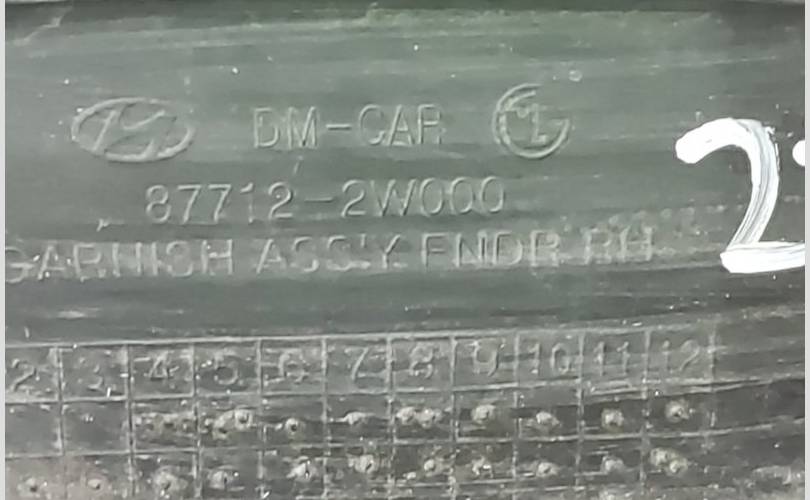 DM-CAR
2
87712-2W000
GARNISH ASS'Y FNDR RH
2 3 4 5 6 7 8 9 10 11 12